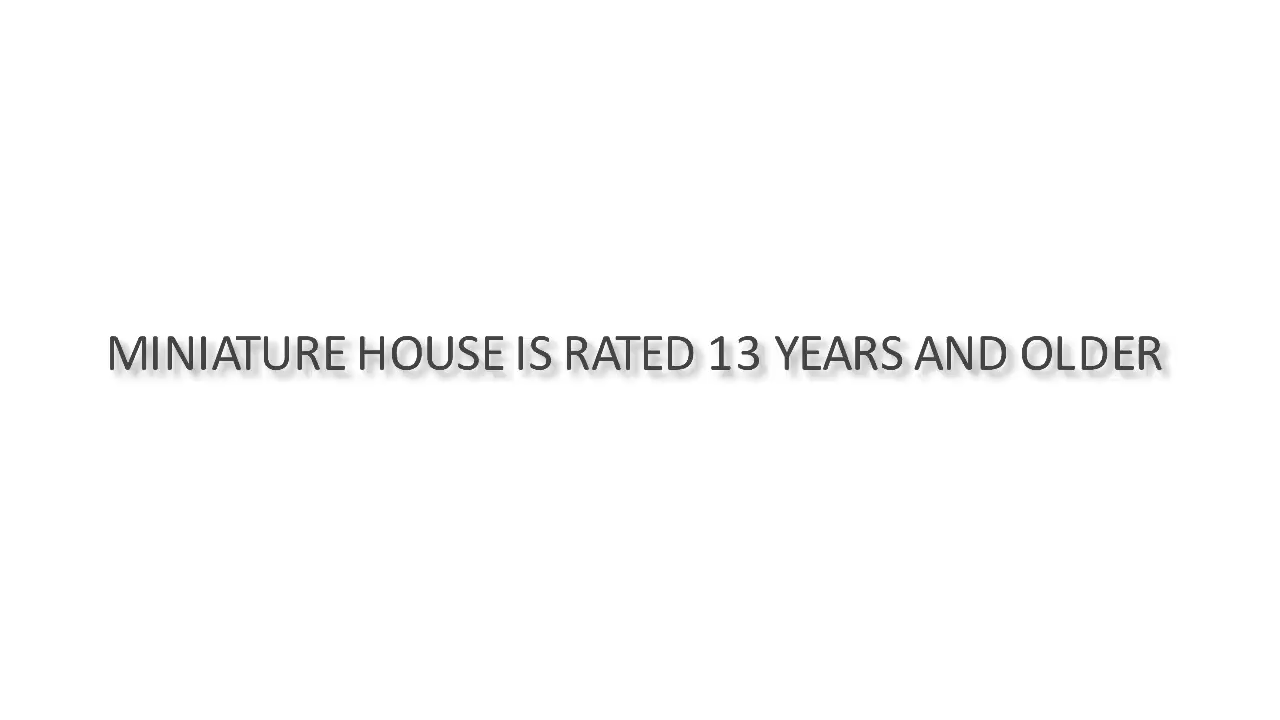 MINIATURE HOUSE IS RATED 13 YEARS AND OLDER